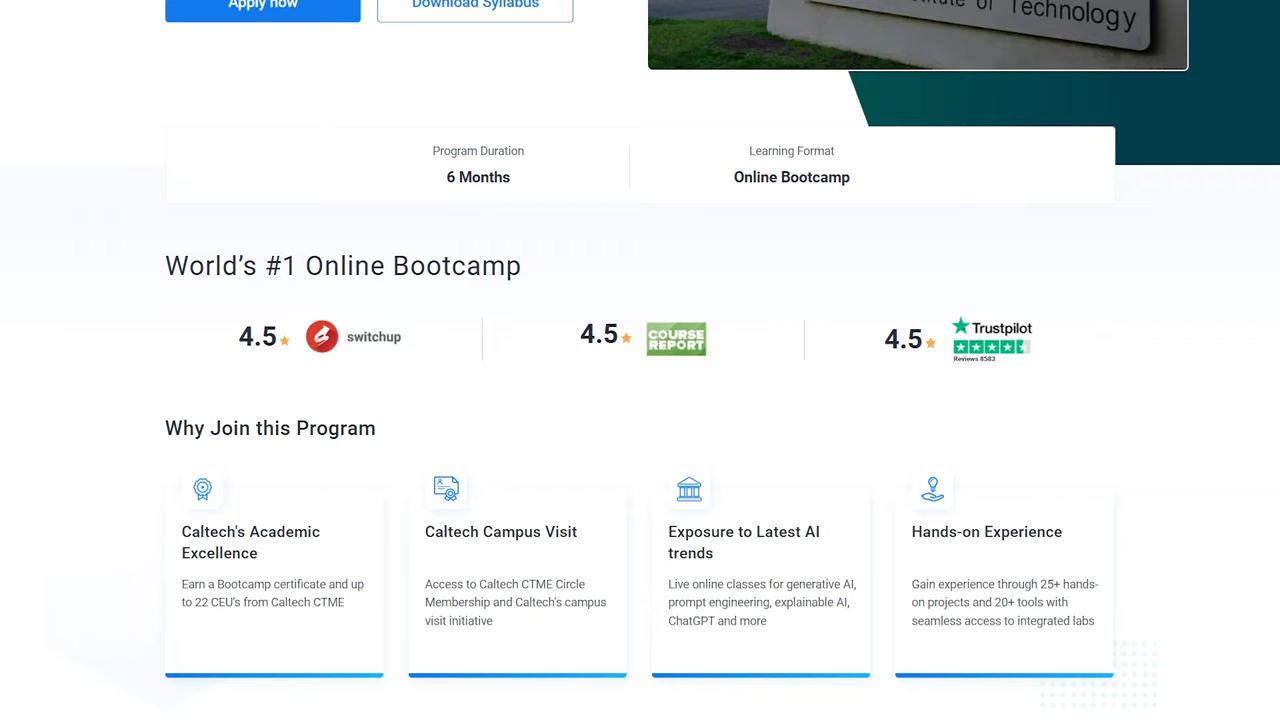 Apply now
Download Syllabus
of Technology
Program Duration
6 Months
Learning Format
Online Bootcamp
World’s #1 Online Bootcamp
4.5
switchup
4.5
COURSE
REPORT
4.5
Trustpilot
Reviews 8583
Why Join this Program
Caltech's Academic
Excellence
Earn a Bootcamp certificate and up
to 22 CEU's from Caltech CTME
Caltech Campus Visit
Access to Caltech CTME Circle
Membership and Caltech's campus
visit initiative
Exposure to Latest AI
trends
Live online classes for generative AI,
prompt engineering, explainable AI,
ChatGPT and more
Hands-on Experience
Gain experience through 25+ hands-
on projects and 20+ tools with
seamless access to integrated labs